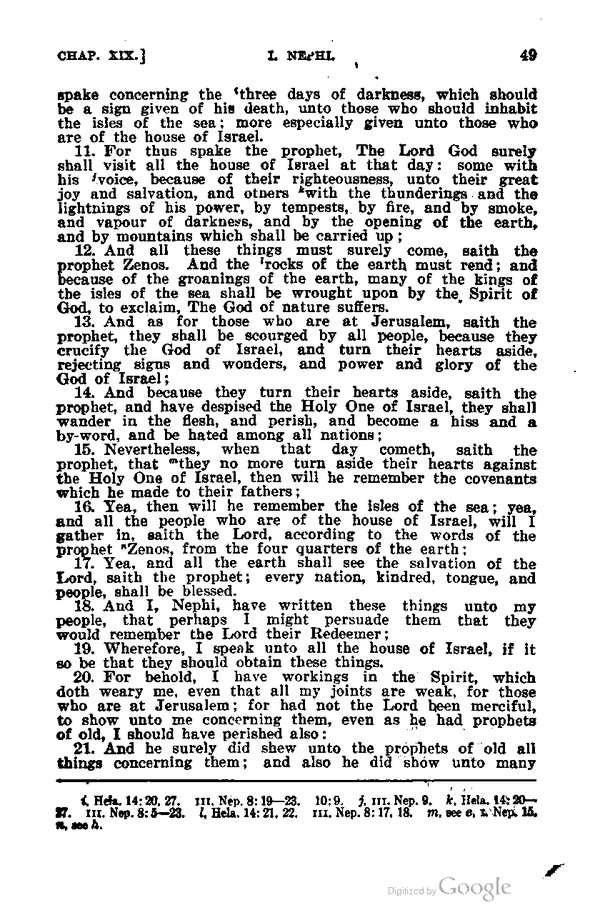 CHAP. XIX.] I. NEPHI. 49
spake concerning the ⁱthree days of darkness, which should
be a sign given of his death, unto those who should inhabit
the isles of the sea; more especially given unto those who
are of the house of Israel.
11. For thus spake the prophet, The Lord God surely
shall visit all the house of Israel at that day: some with
his ʲvoice, because of their righteousness, unto their great
joy and salvation, and others ᵏwith the thunderings and the
lightnings of his power, by tempests, by fire, and by smoke,
and vapour of darkness, and by the opening of the earth,
and by mountains which shall be carried up;
12. And all these things must surely come, saith the
prophet Zenos. And the ˡrocks of the earth must rend; and
because of the groanings of the earth, many of the kings of
the isles of the sea shall be wrought upon by the Spirit of
God, to exclaim, The God of nature suffers.
13. And as for those who are at Jerusalem, saith the
prophet, they shall be scourged by all people, because they
crucify the God of Israel, and turn their hearts aside,
rejecting signs and wonders, and power and glory of the
God of Israel;
14. And because they turn their hearts aside, saith the
prophet, and have despised the Holy One of Israel, they shall
wander in the flesh, and perish, and become a hiss and a
by-word, and be hated among all nations;
15. Nevertheless, when that day cometh, saith the
prophet, that ᵐthey no more turn aside their hearts against
the Holy One of Israel, then will he remember the covenants
which he made to their fathers;
16. Yea, then will he remember the isles of the sea; yea,
and all the people who are of the house of Israel, will I
gather in, saith the Lord, according to the words of the
prophet ⁿZenos, from the four quarters of the earth;
17. Yea, and all the earth shall see the salvation of the
Lord, saith the prophet; every nation, kindred, tongue, and
people, shall be blessed.
18. And I, Nephi, have written these things unto my
people, that perhaps I might persuade them that they
would remember the Lord their Redeemer;
19. Wherefore, I speak unto all the house of Israel, if it
so be that they should obtain these things.
20. For behold, I have workings in the Spirit, which
doth weary me, even that all my joints are weak, for those
who are at Jerusalem; for had not the Lord been merciful,
to show unto me concerning them, even as he had prophets
of old, I should have perished also:
21. And he surely did shew unto the prophets of old all
things concerning them; and also he did show unto many
i, Hela. 14: 20, 27. III. Nep. 8: 19—23. 10: 9. j, III. Nep. 9. k, Hela. 14: 20—
27. III. Nep. 8: 5—23. l, Hela. 14: 21, 22. III. Nep. 8: 17, 18. m, see e, I. Nep. 15.
n, see h.
Digitized by Google